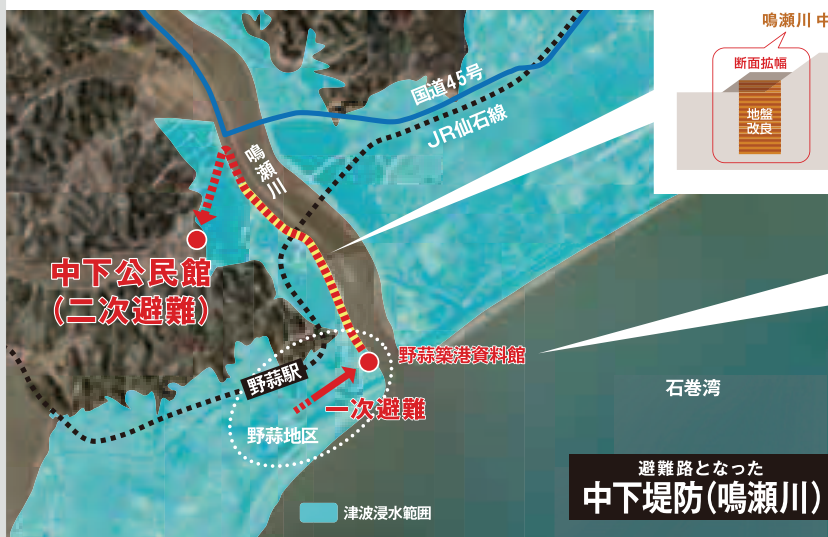 鳴瀬川 中
断面拡幅
地盤
改良
国道45号
JR仙石線
鳴瀬川
中下公民館
(二次避難)
野蒜築港資料館
野蒜駅
一次避難
石巻湾
野蒜地区
避難路となった
中下堤防(鳴瀬川)
津波浸水範囲